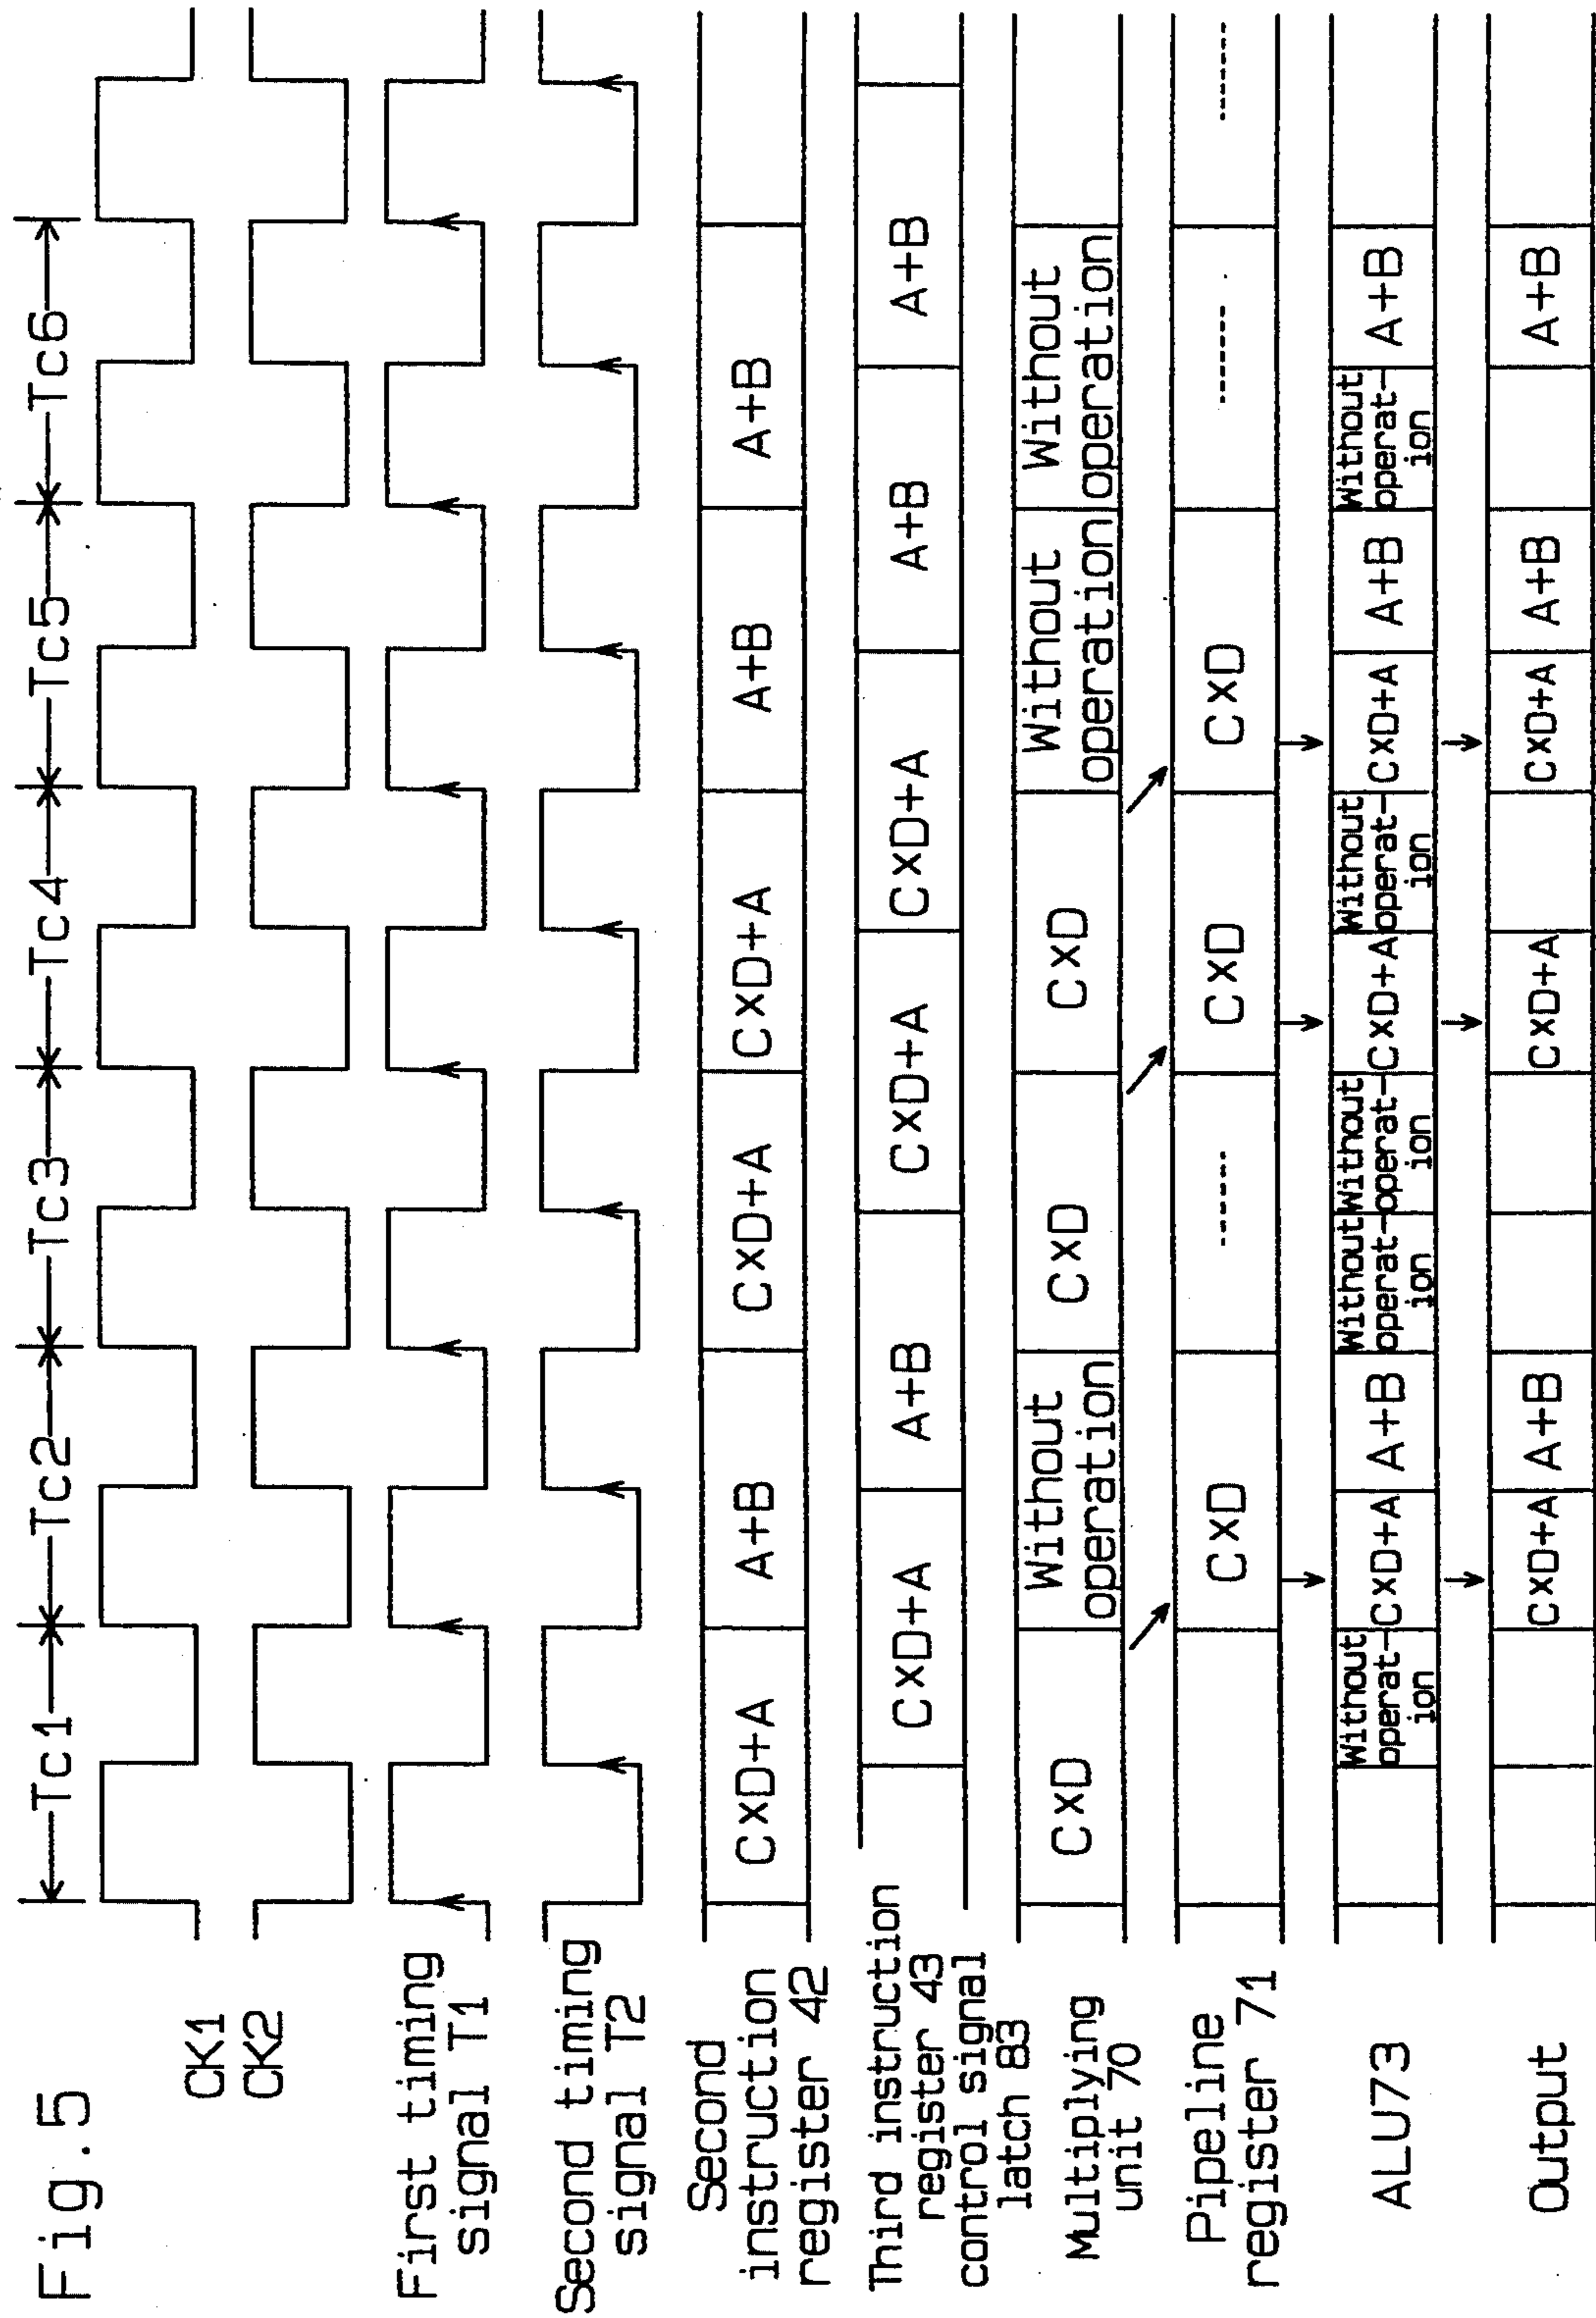 Fig.5
Tc1 Tc2 Tc3 Tc4 Tc5 Tc6
CK1
CK2
First timing
signal T1
Second timing
signal T2
Second
instruction
register 42
C×D+A A+B C×D+A C×D+A A+B A+B
Third instruction
register 43
control signal
latch 83
C×D+A A+B C×D+A C×D+A A+B A+B
Multiplying
unit 70
C×D Without operation C×D C×D Without operation Without operation
Pipeline
register 71
C×D ------ C×D C×D ------ ------
ALU73
Without operat-ion C×D+A A+B Without operat-ion Without operat-ion C×D+A Without operat-ion C×D+A A+B Without operat-ion A+B
Output
C×D+A A+B C×D+A C×D+A A+B A+B